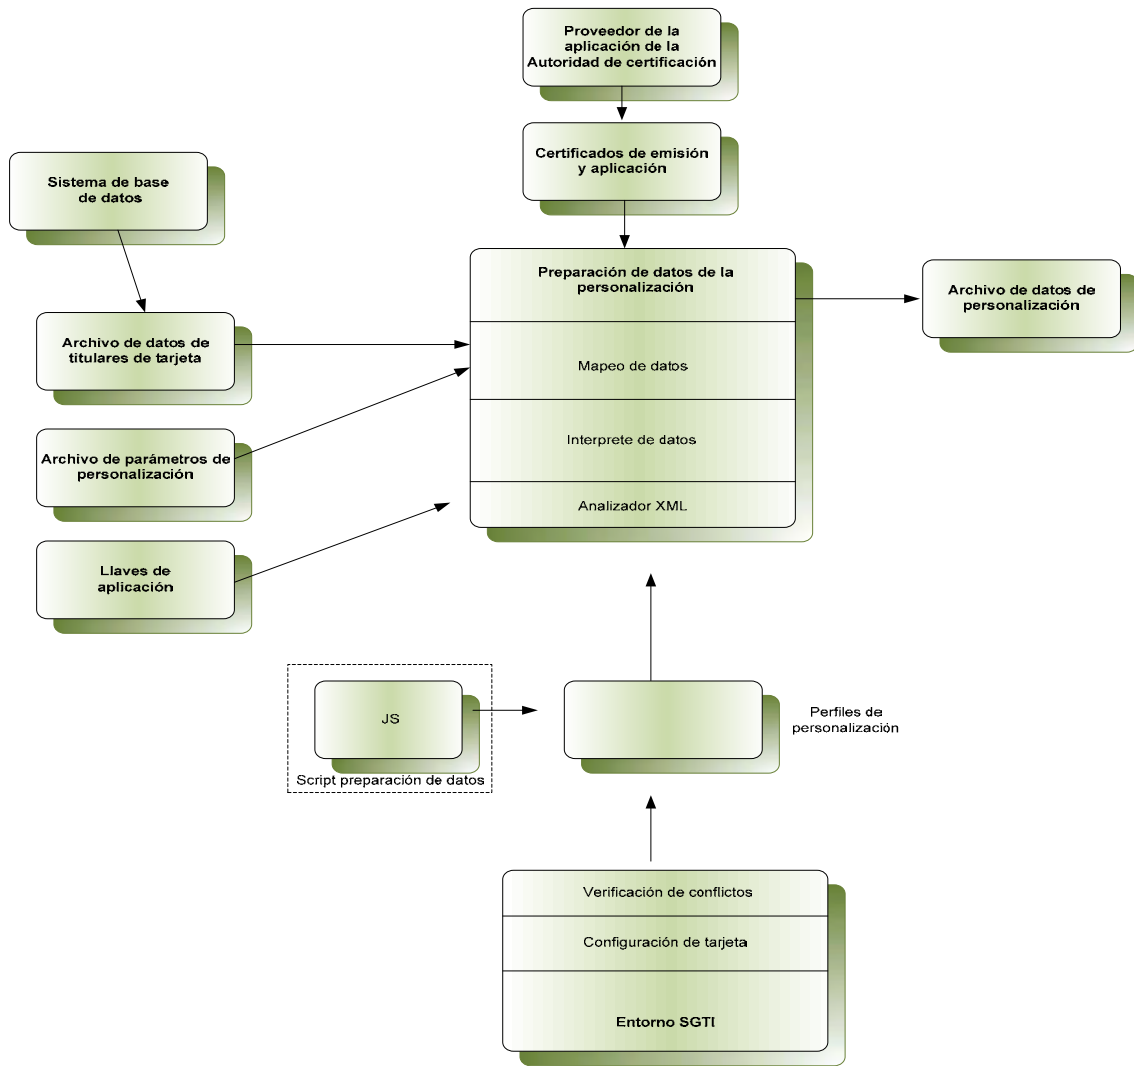 Proveedor de la
aplicación de la
Autoridad de certificación
Certificados de emisión
y aplicación
Sistema de base
de datos
Preparación de datos de la
personalización
Archivo de datos de
personalización
Archivo de datos de
titulares de tarjeta
Mapeo de datos
Archivo de parámetros de
personalización
Interprete de datos
Analizador XML
Llaves de
aplicación
JS
Script preparación de datos
Perfiles de
personalización
Verificación de conflictos
Configuración de tarjeta
Entorno SGTI